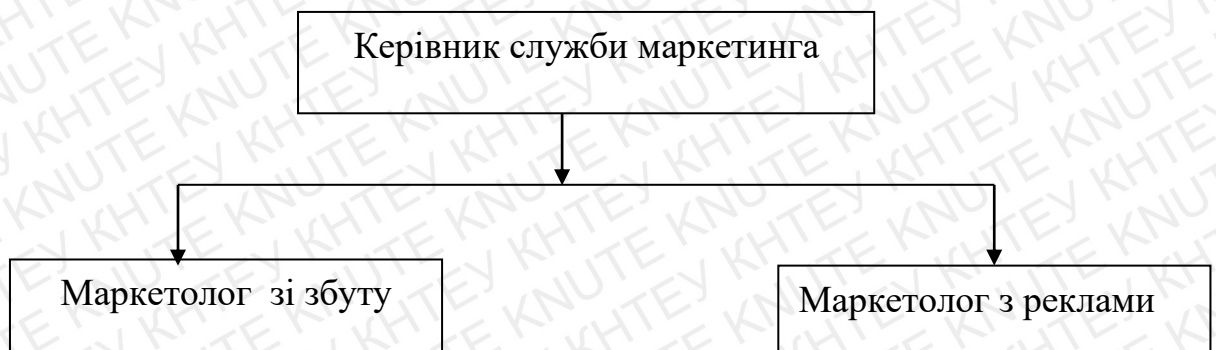 Керівник служби маркетинга
Маркетолог зі збуту
Маркетолог з реклами